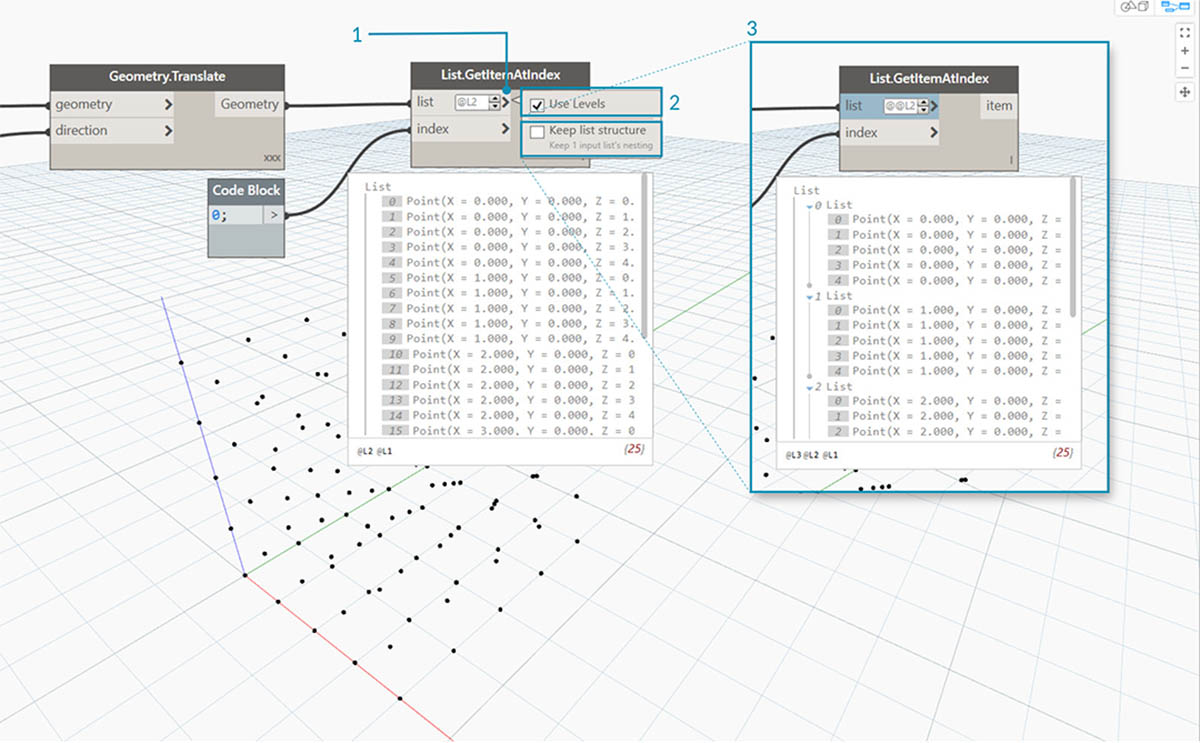 1
3
Geometry.Translate
geometry >
Geometry
direction >
xxx
Code Block
0; >
List.GetItemAtIndex
list @L2 >
index >
Use Levels
2
Keep list structure
Keep 1 input list's nesting
List
0 Point(X = 0.000, Y = 0.000, Z = 0.
1 Point(X = 0.000, Y = 0.000, Z = 1.
2 Point(X = 0.000, Y = 0.000, Z = 2.
3 Point(X = 0.000, Y = 0.000, Z = 3.
4 Point(X = 0.000, Y = 0.000, Z = 4.
5 Point(X = 1.000, Y = 0.000, Z = 0.
6 Point(X = 1.000, Y = 0.000, Z = 1.
7 Point(X = 1.000, Y = 0.000, Z = 2.
8 Point(X = 1.000, Y = 0.000, Z = 3.
9 Point(X = 1.000, Y = 0.000, Z = 4.
10 Point(X = 2.000, Y = 0.000, Z = 0
11 Point(X = 2.000, Y = 0.000, Z = 1
12 Point(X = 2.000, Y = 0.000, Z = 2
13 Point(X = 2.000, Y = 0.000, Z = 3
14 Point(X = 2.000, Y = 0.000, Z = 4
15 Point(X = 3.000, Y = 0.000, Z = 0
@L2 @L1 {25}
List.GetItemAtIndex
list @@L2 >
item
index >
List
0 List
0 Point(X = 0.000, Y = 0.000, Z =
1 Point(X = 0.000, Y = 0.000, Z =
2 Point(X = 0.000, Y = 0.000, Z =
3 Point(X = 0.000, Y = 0.000, Z =
4 Point(X = 0.000, Y = 0.000, Z =
1 List
0 Point(X = 1.000, Y = 0.000, Z =
1 Point(X = 1.000, Y = 0.000, Z =
2 Point(X = 1.000, Y = 0.000, Z =
3 Point(X = 1.000, Y = 0.000, Z =
4 Point(X = 1.000, Y = 0.000, Z =
2 List
0 Point(X = 2.000, Y = 0.000, Z =
1 Point(X = 2.000, Y = 0.000, Z =
2 Point(X = 2.000, Y = 0.000, Z =
@L3 @L2 @L1 {25}